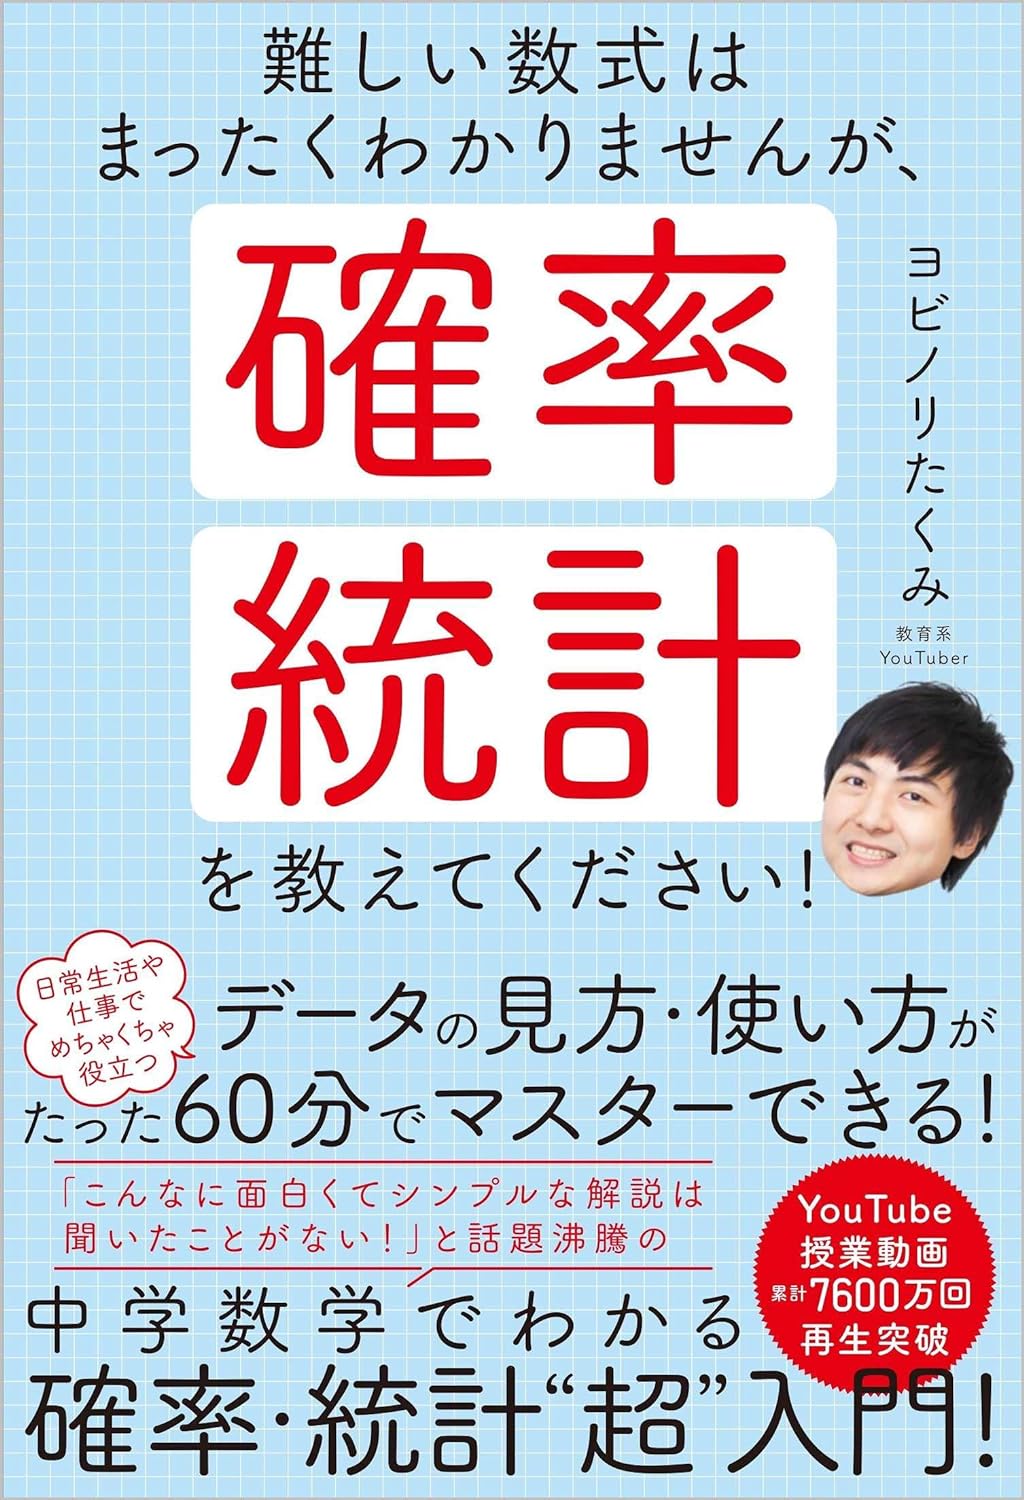 難しい数式は
まったくわかりませんが、
確率
統計
を教えてください!
ヨビノリたくみ
教育系
YouTuber
日常生活や
仕事で
めちゃくちゃ
役立つ
データの見方・使い方が
たった60分でマスターできる!
「こんなに面白くてシンプルな解説は
聞いたことがない!」と話題沸騰の
中学数学でわかる
確率・統計“超”入門!
YouTube
授業動画
累計7600万回
再生突破